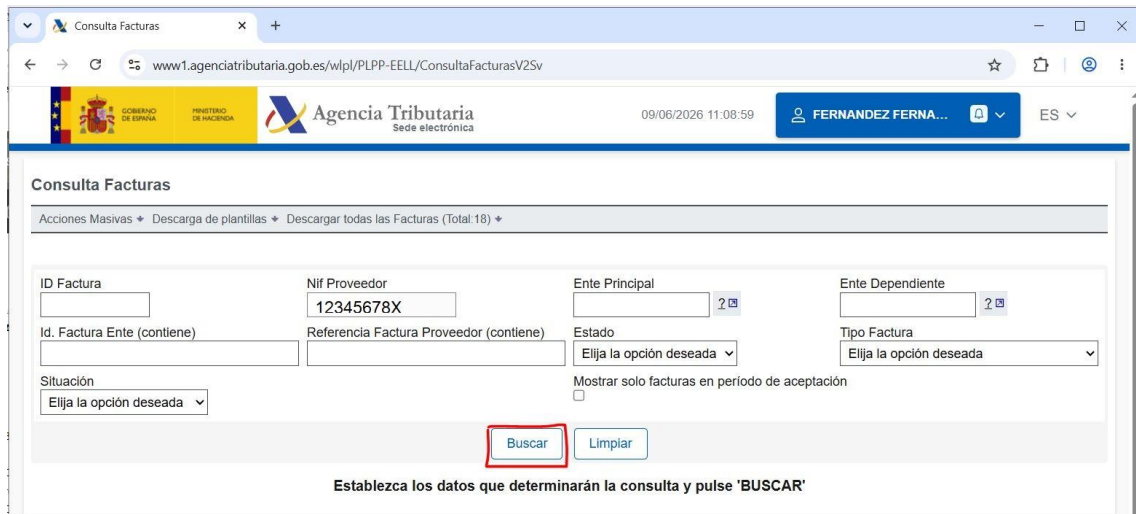 Consulta Facturas
www1.agenciatributaria.gob.es/wlpl/PLPP-EELL/ConsultaFacturasV2Sv
GOBIERNO DE ESPAÑA
MINISTERIO DE HACIENDA
Agencia Tributaria
Sede electrónica
09/06/2026 11:08:59
FERNANDEZ FERNA...
ES
Consulta Facturas
Acciones Masivas Descarga de plantillas Descargar todas las Facturas (Total:18)
ID Factura Nif Proveedor Ente Principal Ente Dependiente
12345678X ? ?
Id. Factura Ente (contiene) Referencia Factura Proveedor (contiene) Estado Tipo Factura
Elija la opción deseada Elija la opción deseada
Situación Mostrar solo facturas en período de aceptación
Elija la opción deseada
Buscar Limpiar
Establezca los datos que determinarán la consulta y pulse 'BUSCAR'